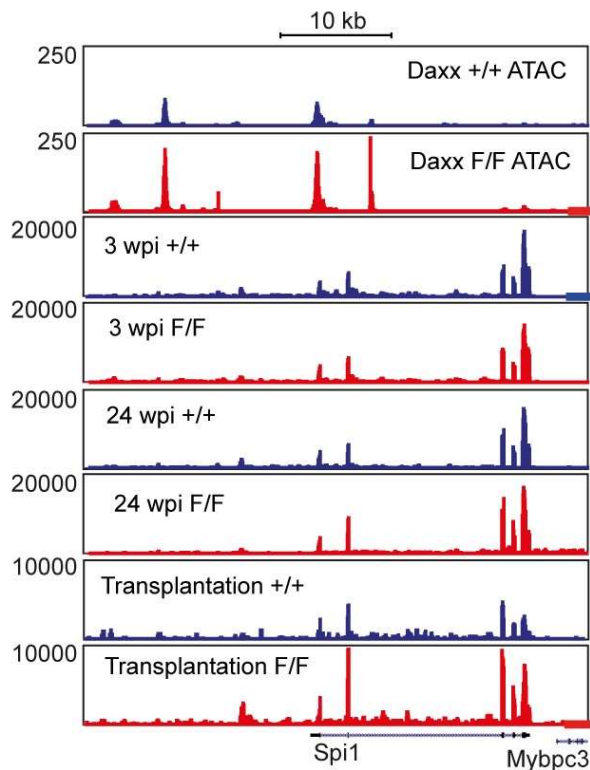 10 kb
250
Daxx +/+ ATAC
250
Daxx F/F ATAC
20000
3 wpi +/+
20000
3 wpi F/F
20000
24 wpi +/+
20000
24 wpi F/F
10000
Transplantation +/+
10000
Transplantation F/F
Spi1
Mybpc3